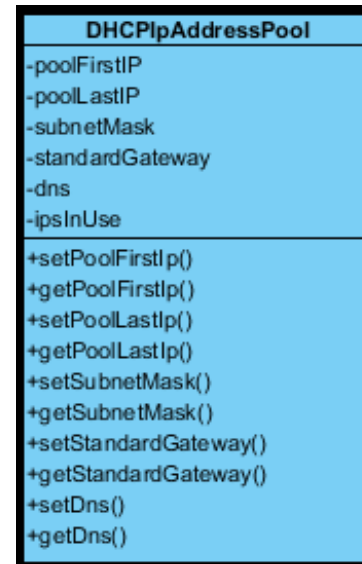 DHCPIpAddressPool
-poolFirstIP
-poolLastIP
-subnetMask
-standardGateway
-dns
-ipsInUse
+setPoolFirstIp()
+getPoolFirstIp()
+setPoolLastIp()
+getPoolLastIp()
+setSubnetMask()
+getSubnetMask()
+setStandardGateway()
+getStandardGateway()
+setDns()
+getDns()